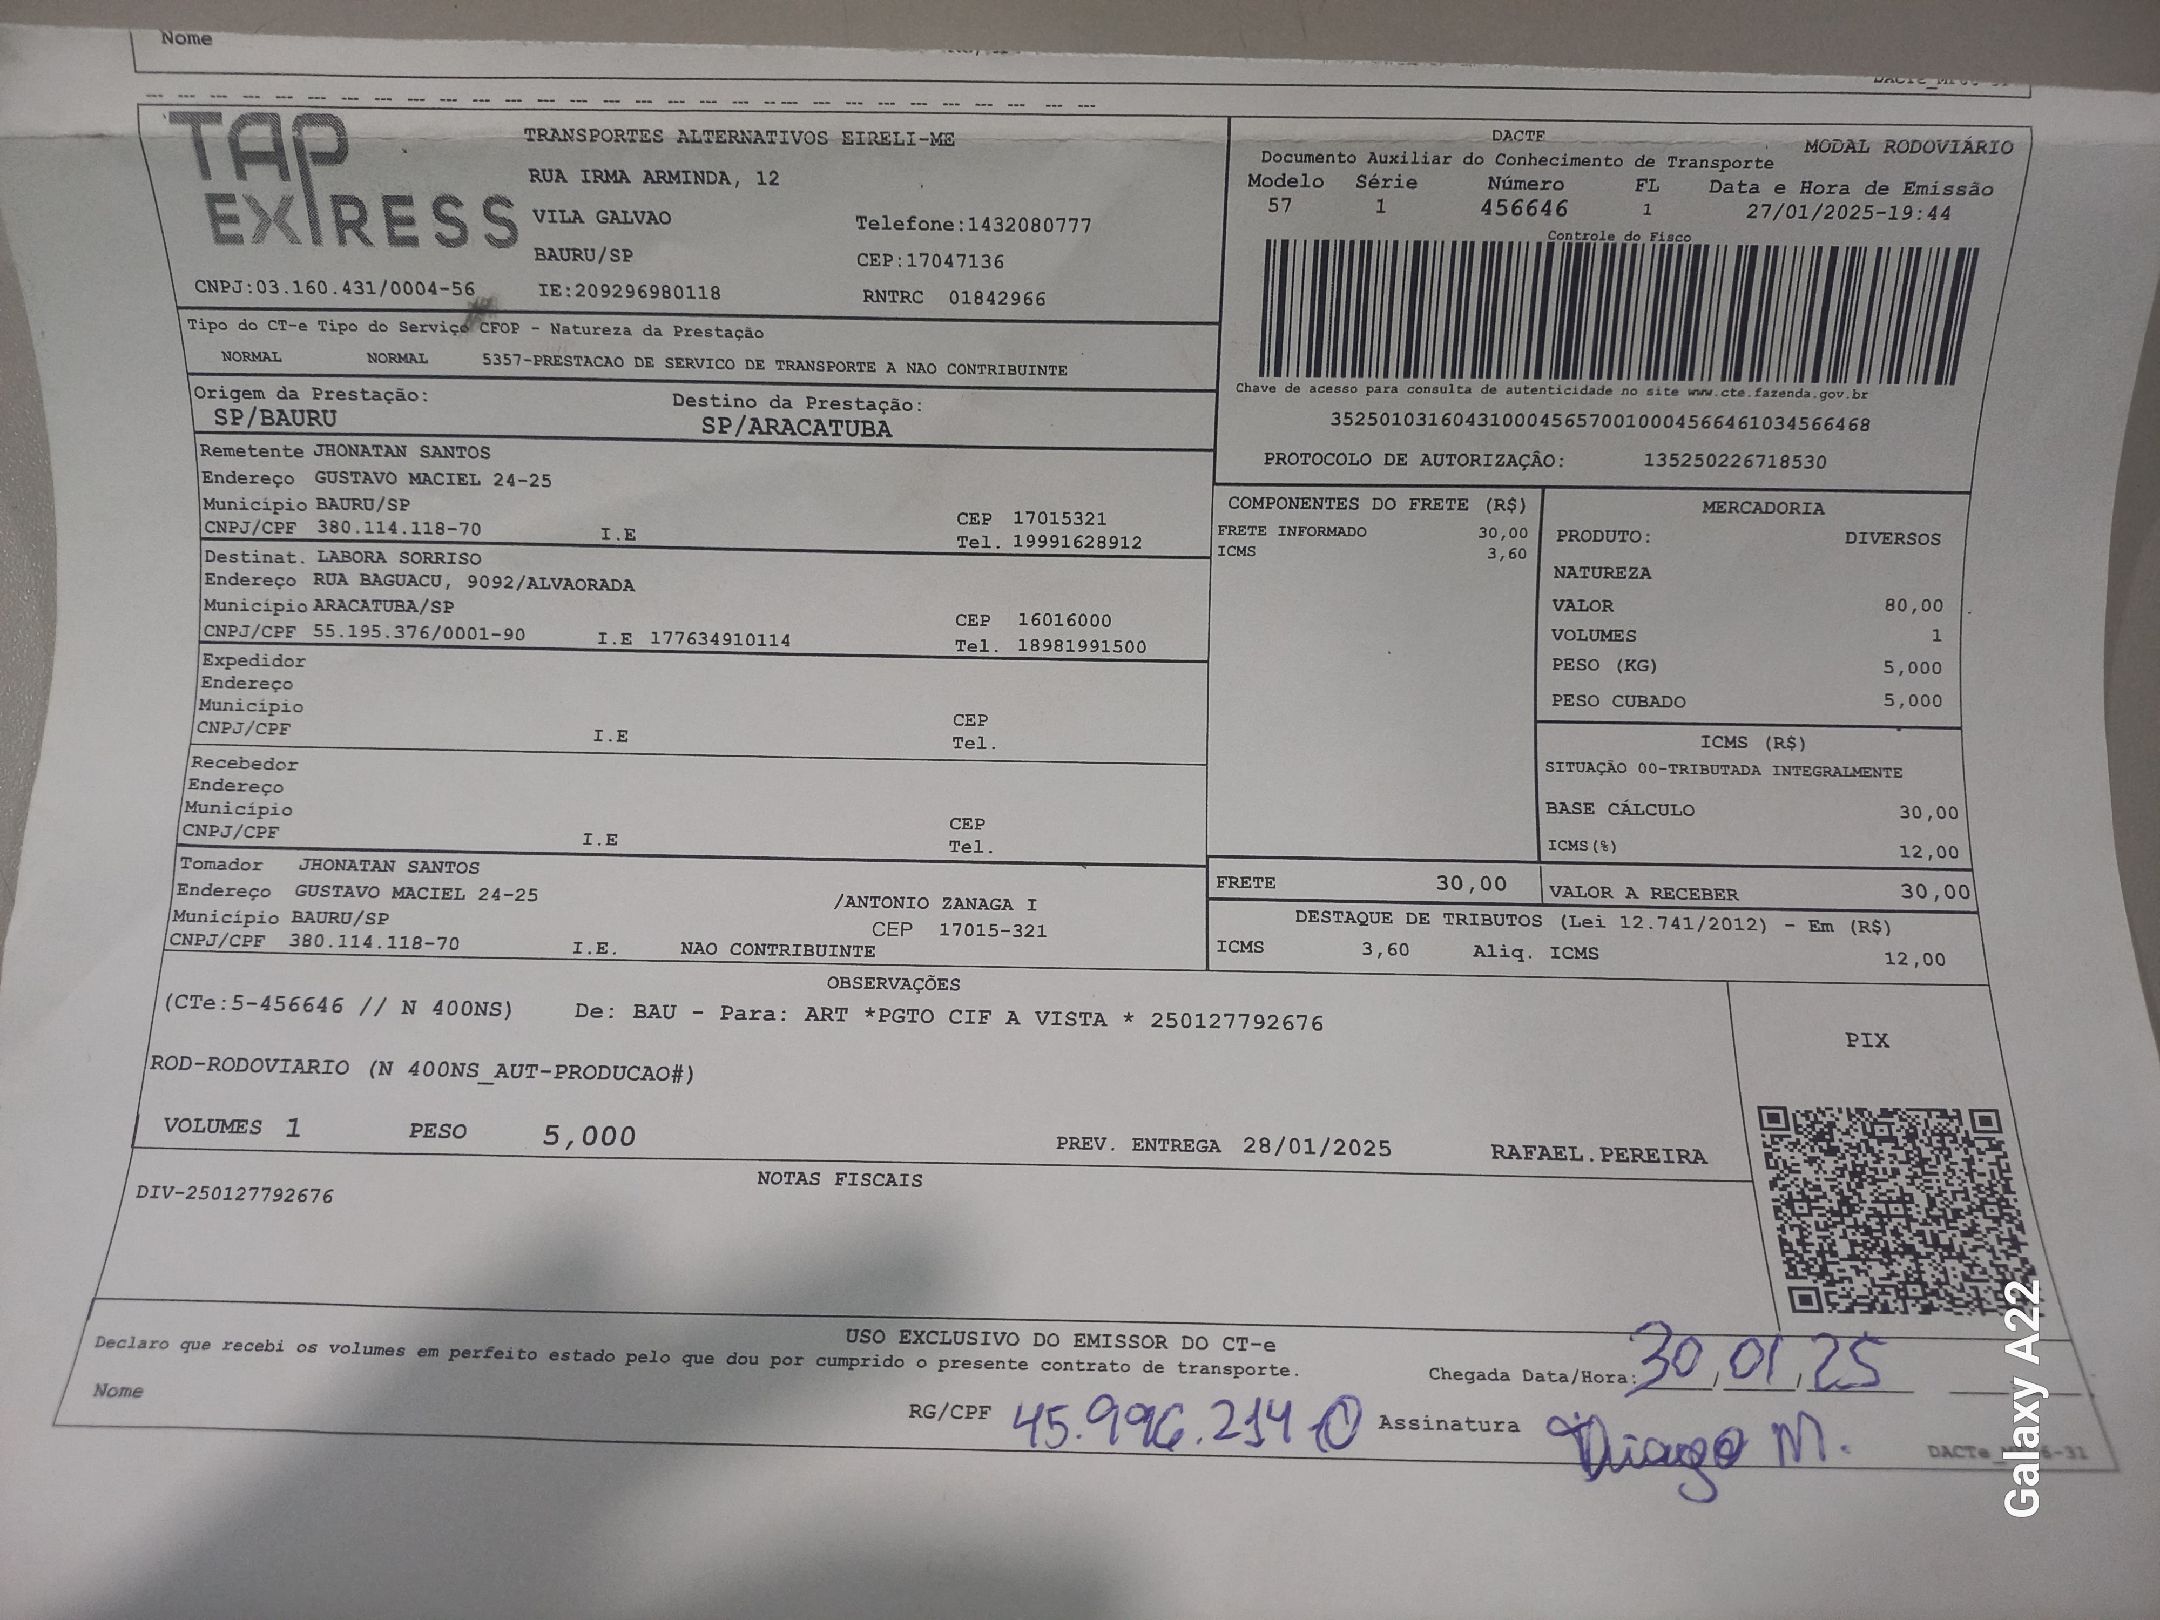 Nome
TAP EXPRESS
TRANSPORTES ALTERNATIVOS EIRELI-ME
RUA IRMA ARMINDA, 12
VILA GALVAO Telefone:1432080777
BAURU/SP CEP:17047136
CNPJ:03.160.431/0004-56 IE:209296980118 RNTRC 01842966
DACTE MODAL RODOVIÁRIO
Documento Auxiliar do Conhecimento de Transporte
Modelo Série Número FL Data e Hora de Emissão
57 1 456646 1 27/01/2025-19:44
Controle do Fisco
Chave de acesso para consulta de autenticidade no site www.cte.fazenda.gov.br
35250103160431000456570010004566461034566468
PROTOCOLO DE AUTORIZAÇÃO: 135250226718530
Tipo do CT-e Tipo do Serviço CFOP - Natureza da Prestação
NORMAL NORMAL 5357-PRESTACAO DE SERVICO DE TRANSPORTE A NAO CONTRIBUINTE
Origem da Prestação: Destino da Prestação:
SP/BAURU SP/ARACATUBA
Remetente JHONATAN SANTOS
Endereço GUSTAVO MACIEL 24-25
Município BAURU/SP CEP 17015321
CNPJ/CPF 380.114.118-70 I.E Tel. 19991628912
Destinat. LABORA SORRISO
Endereço RUA BAGUACU, 9092/ALVAORADA
Município ARACATUBA/SP CEP 16016000
CNPJ/CPF 55.195.376/0001-90 I.E 177634910114 Tel. 18981991500
Expedidor
Endereço
Município CEP
CNPJ/CPF I.E Tel.
Recebedor
Endereço
Município CEP
CNPJ/CPF I.E Tel.
Tomador JHONATAN SANTOS
Endereço GUSTAVO MACIEL 24-25 /ANTONIO ZANAGA I
Município BAURU/SP CEP 17015-321
CNPJ/CPF 380.114.118-70 I.E. NAO CONTRIBUINTE
COMPONENTES DO FRETE (R$)
FRETE INFORMADO 30,00
ICMS 3,60
MERCADORIA
PRODUTO: DIVERSOS
NATUREZA
VALOR 80,00
VOLUMES 1
PESO (KG) 5,000
PESO CUBADO 5,000
ICMS (R$)
SITUAÇÃO 00-TRIBUTADA INTEGRALMENTE
BASE CÁLCULO 30,00
ICMS(%) 12,00
FRETE 30,00 VALOR A RECEBER 30,00
DESTAQUE DE TRIBUTOS (Lei 12.741/2012) - Em (R$)
ICMS 3,60 Aliq. ICMS 12,00
OBSERVAÇÕES
(CTe:5-456646 // N 400NS) De: BAU - Para: ART *PGTO CIF A VISTA * 250127792676
ROD-RODOVIARIO (N 400NS_AUT-PRODUCAO#)
VOLUMES 1 PESO 5,000 PREV. ENTREGA 28/01/2025 RAFAEL.PEREIRA
PIX
NOTAS FISCAIS
DIV-250127792676
USO EXCLUSIVO DO EMISSOR DO CT-e
Declaro que recebi os volumes em perfeito estado pelo que dou por cumprido o presente contrato de transporte.
Chegada Data/Hora: 30/01/25
Nome RG/CPF 45.996.214-0 Assinatura Thiago M.
Galaxy A22